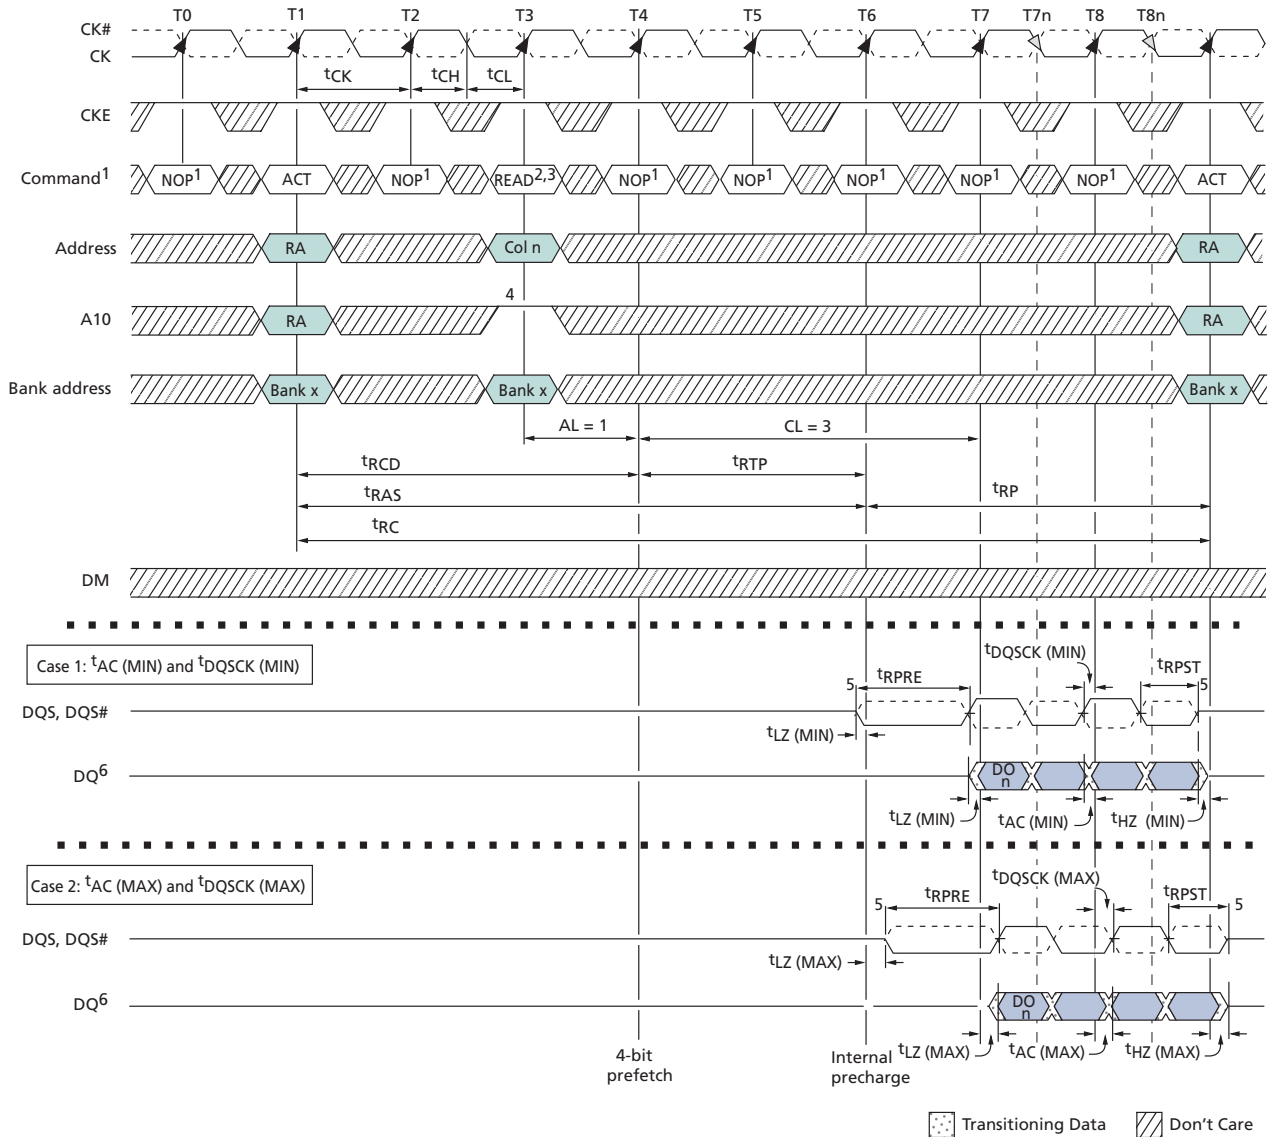 T0 T1 T2 T3 T4 T5 T6 T7 T7n T8 T8n
CK#
CK
tCK tCH tCL
CKE
Command1 NOP1 ACT NOP1 READ2,3 NOP1 NOP1 NOP1 NOP1 NOP1 ACT
Address RA Col n RA
4
A10 RA RA
Bank address Bank x Bank x Bank x
AL = 1 CL = 3
tRCD tRTP
tRAS tRP
tRC
DM
Case 1: tAC (MIN) and tDQSCK (MIN)
tDQSCK (MIN)
5 tRPRE tRPST 5
DQS, DQS#
tLZ (MIN)
DQ6 DO
n
tLZ (MIN) tAC (MIN) tHZ (MIN)
Case 2: tAC (MAX) and tDQSCK (MAX)
tDQSCK (MAX)
5 tRPRE tRPST 5
DQS, DQS#
tLZ (MAX)
DQ6 DO
n
tLZ (MAX) tAC (MAX) tHZ (MAX)
4-bit
prefetch
Internal
precharge
Transitioning Data Don't Care